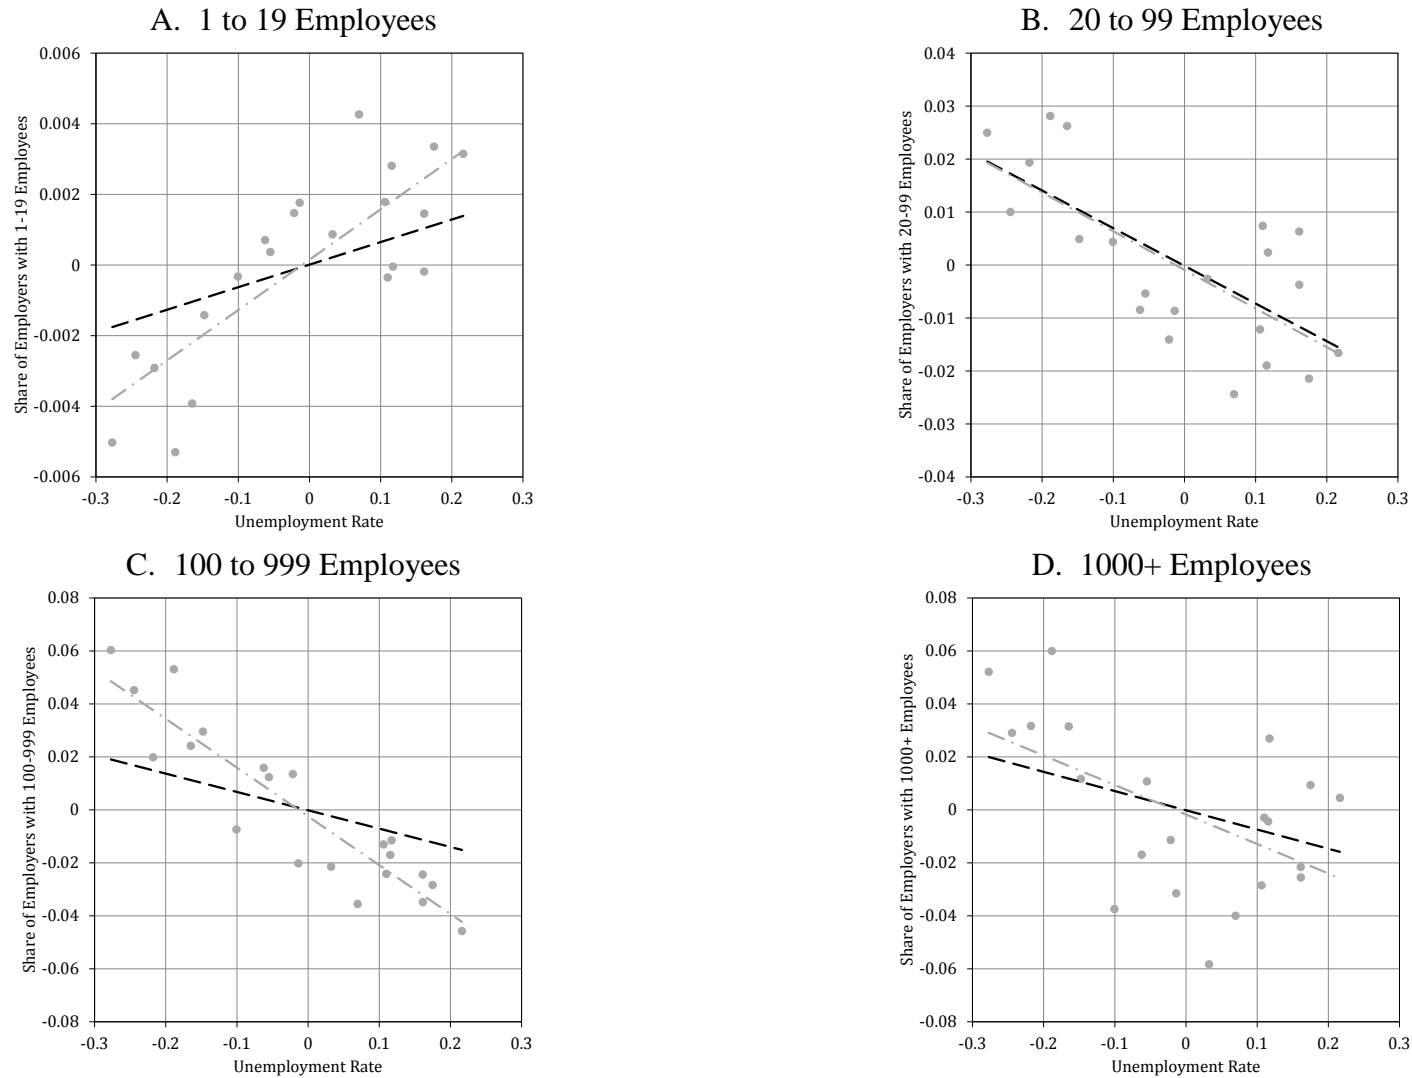 A. 1 to 19 Employees
Share of Employers with 1-19 Employees
0.006
0.004
0.002
0
-0.002
-0.004
-0.006
-0.3 -0.2 -0.1 0 0.1 0.2 0.3
Unemployment Rate
B. 20 to 99 Employees
Share of Employers with 20-99 Employees
0.04
0.03
0.02
0.01
0
-0.01
-0.02
-0.03
-0.04
-0.3 -0.2 -0.1 0 0.1 0.2 0.3
Unemployment Rate
C. 100 to 999 Employees
Share of Employers with 100-999 Employees
0.08
0.06
0.04
0.02
0
-0.02
-0.04
-0.06
-0.08
-0.3 -0.2 -0.1 0 0.1 0.2 0.3
Unemployment Rate
D. 1000+ Employees
Share of Employers with 1000+ Employees
0.08
0.06
0.04
0.02
0
-0.02
-0.04
-0.06
-0.08
-0.3 -0.2 -0.1 0 0.1 0.2 0.3
Unemployment Rate